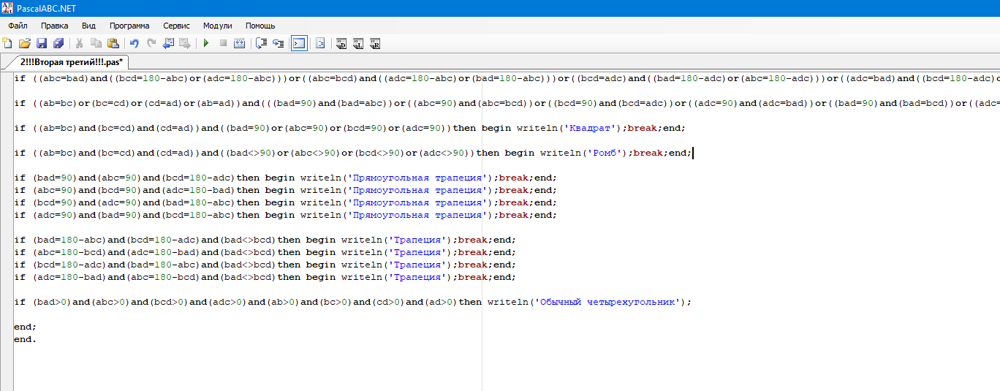 PascalABC.NET
Файл Правка Вид Программа Сервис Модули Помощь
2!!!Вторая третий!!!.pas*
if ((abc=bad)and((bcd=180-abc)or(adc=180-abc)))or((abc=bcd)and((adc=180-abc)or(bad=180-abc)))or((bcd=adc)and((bad=180-adc)or(abc=180-adc)))or((adc=bad)and((bcd=180-adc)o
if ((ab=bc)or(bc=cd)or(cd=ad)or(ab=ad))and(((bad=90)and(bad=abc))or((abc=90)and(abc=bcd))or((bcd=90)and(bcd=adc))or((adc=90)and(adc=bad))or((bad=90)and(bad=bcd))or((adc=
if ((ab=bc)and(bc=cd)and(cd=ad))and((bad=90)or(abc=90)or(bcd=90)or(adc=90))then begin writeln('Квадрат');break;end;
if ((ab=bc)and(bc=cd)and(cd=ad))and((bad<>90)or(abc<>90)or(bcd<>90)or(adc<>90))then begin writeln('Ромб');break;end;
if (bad=90)and(abc=90)and(bcd=180-adc)then begin writeln('Прямоугольная трапеция');break;end;
if (abc=90)and(bcd=90)and(adc=180-bad)then begin writeln('Прямоугольная трапеция');break;end;
if (bcd=90)and(adc=90)and(bad=180-abc)then begin writeln('Прямоугольная трапеция');break;end;
if (adc=90)and(bad=90)and(bcd=180-abc)then begin writeln('Прямоугольная трапеция');break;end;
if (bad=180-abc)and(bcd=180-adc)and(bad<>bcd)then begin writeln('Трапеция');break;end;
if (abc=180-bcd)and(adc=180-bad)and(bad<>bcd)then begin writeln('Трапеция');break;end;
if (bcd=180-adc)and(bad=180-abc)and(bad<>bcd)then begin writeln('Трапеция');break;end;
if (adc=180-bad)and(abc=180-bcd)and(bad<>bcd)then begin writeln('Трапеция');break;end;
if (bad>0)and(abc>0)and(bcd>0)and(adc>0)and(ab>0)and(bc>0)and(cd>0)and(ad>0)then writeln('Обычный четырехугольник');
end;
end.